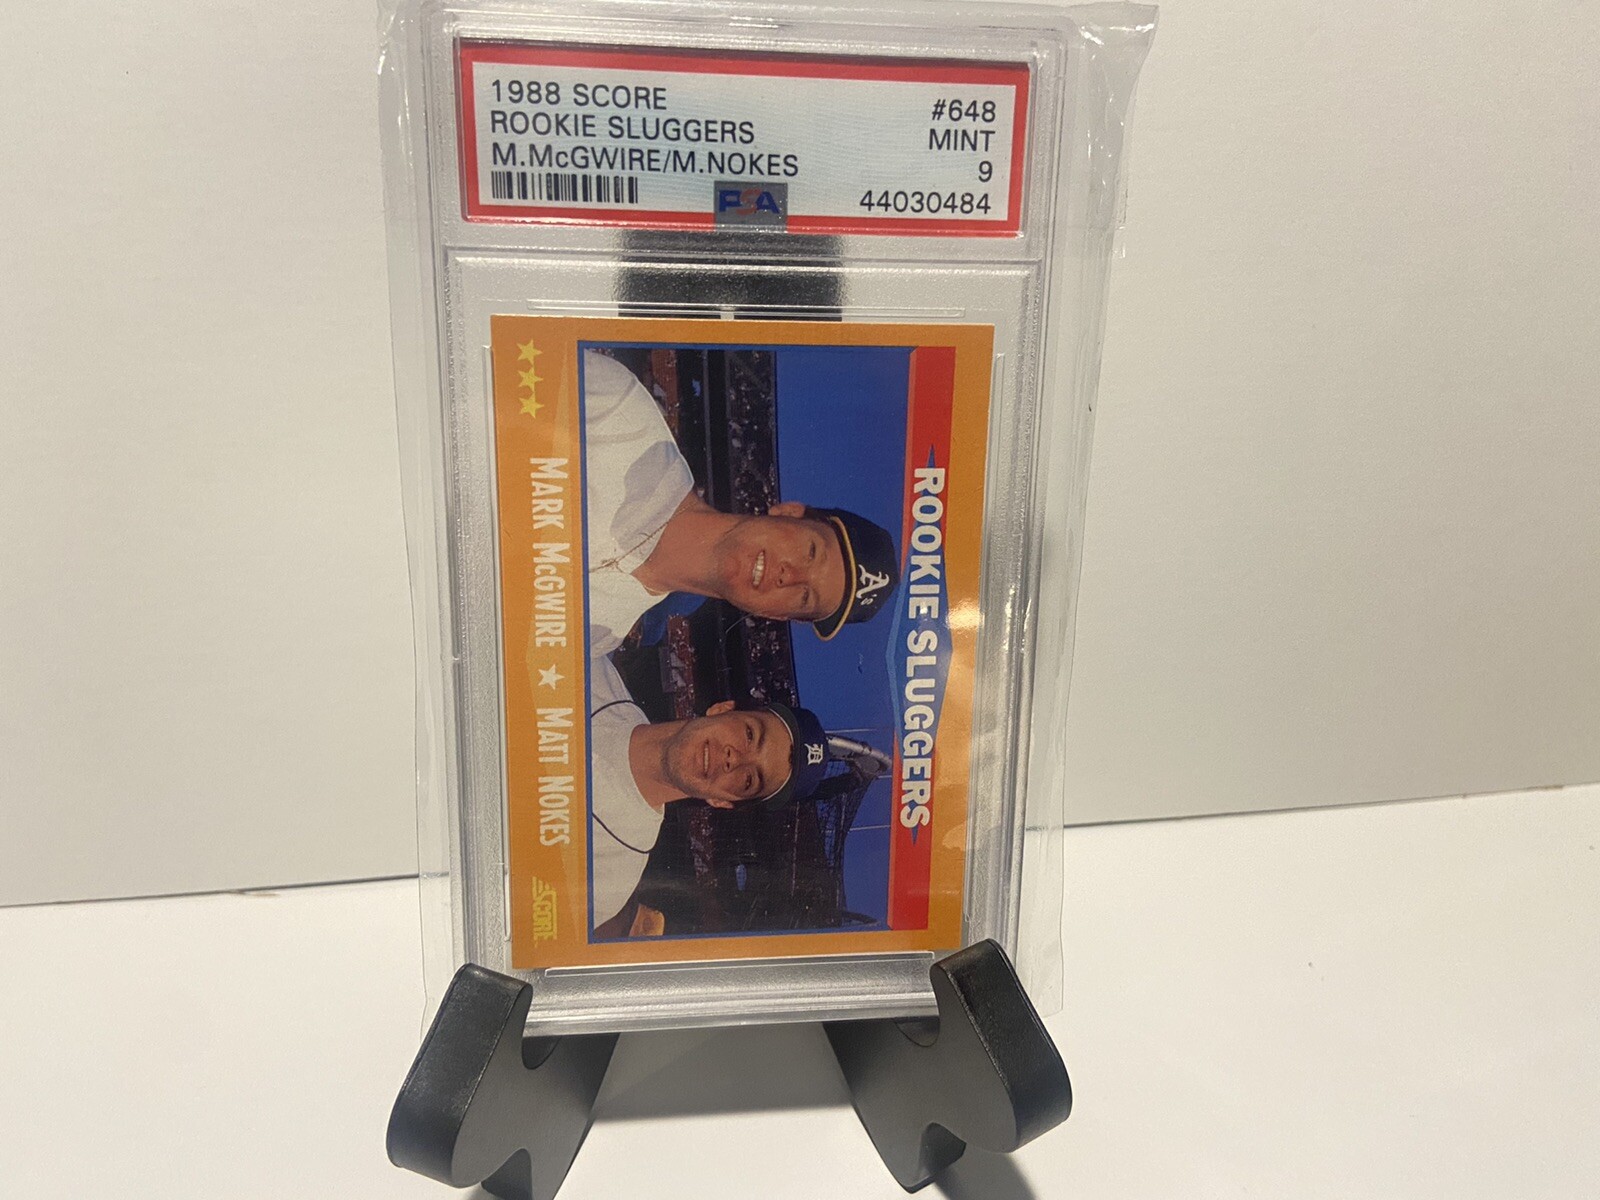 1988 SCORE #648
ROOKIE SLUGGERS MINT
M.McGWIRE/M.NOKES 9
PSA 44030484
ROOKIE SLUGGERS
A's
D
MARK McGWIRE ★ MATT NOKES
SCORE